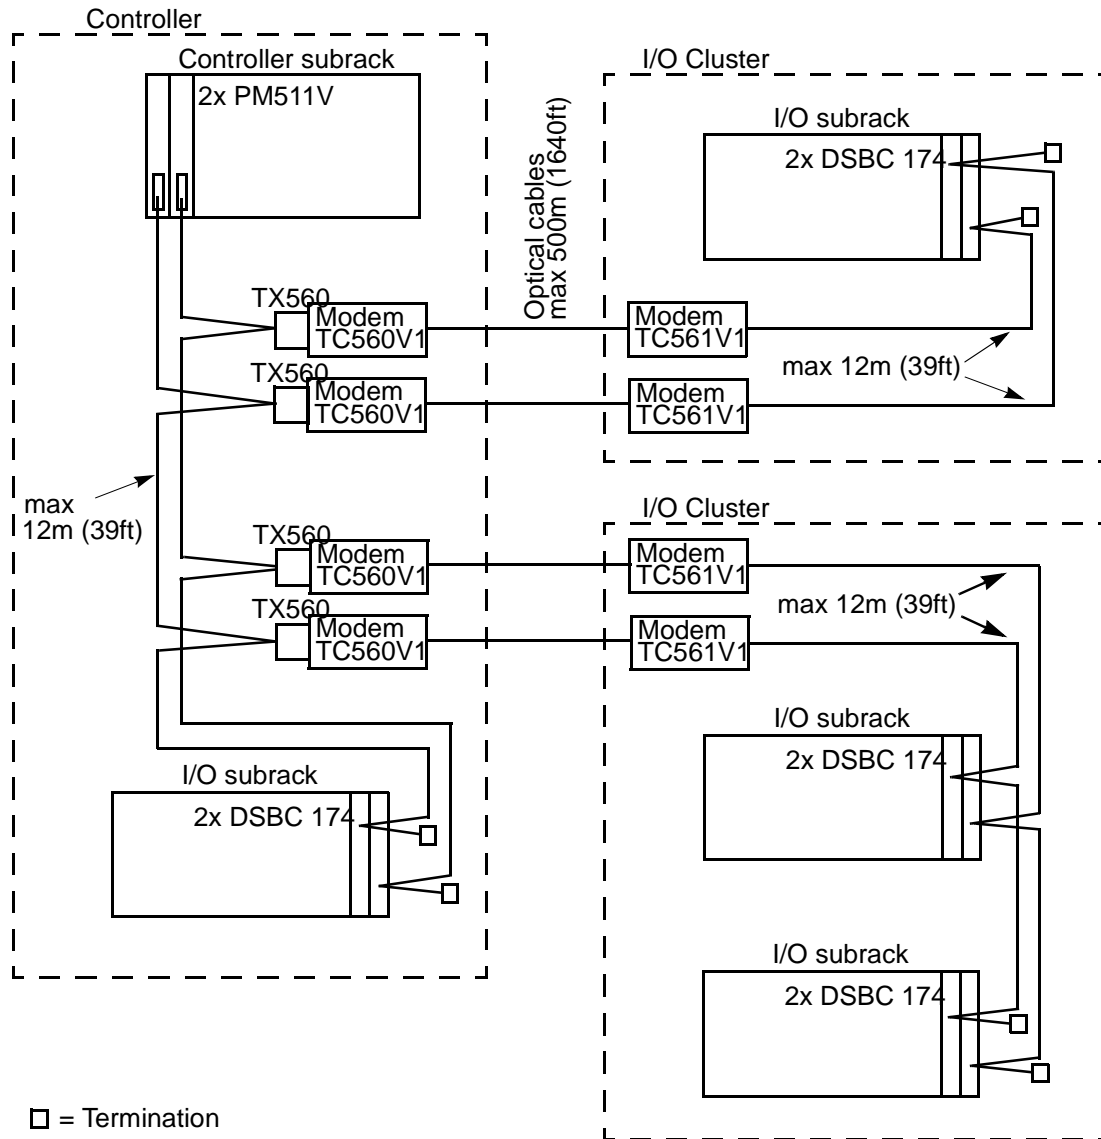 Controller
Controller subrack
2x PM511V
I/O Cluster
I/O subrack
2x DSBC 174
Optical cables
max 500m (1640ft)
TX560
Modem
TC560V1
Modem
TC561V1
TX560
Modem
TC560V1
Modem
TC561V1
max 12m (39ft)
max
12m (39ft)
I/O Cluster
TX560
Modem
TC560V1
Modem
TC561V1
max 12m (39ft)
TX560
Modem
TC560V1
Modem
TC561V1
I/O subrack
2x DSBC 174
I/O subrack
2x DSBC 174
I/O subrack
2x DSBC 174
= Termination